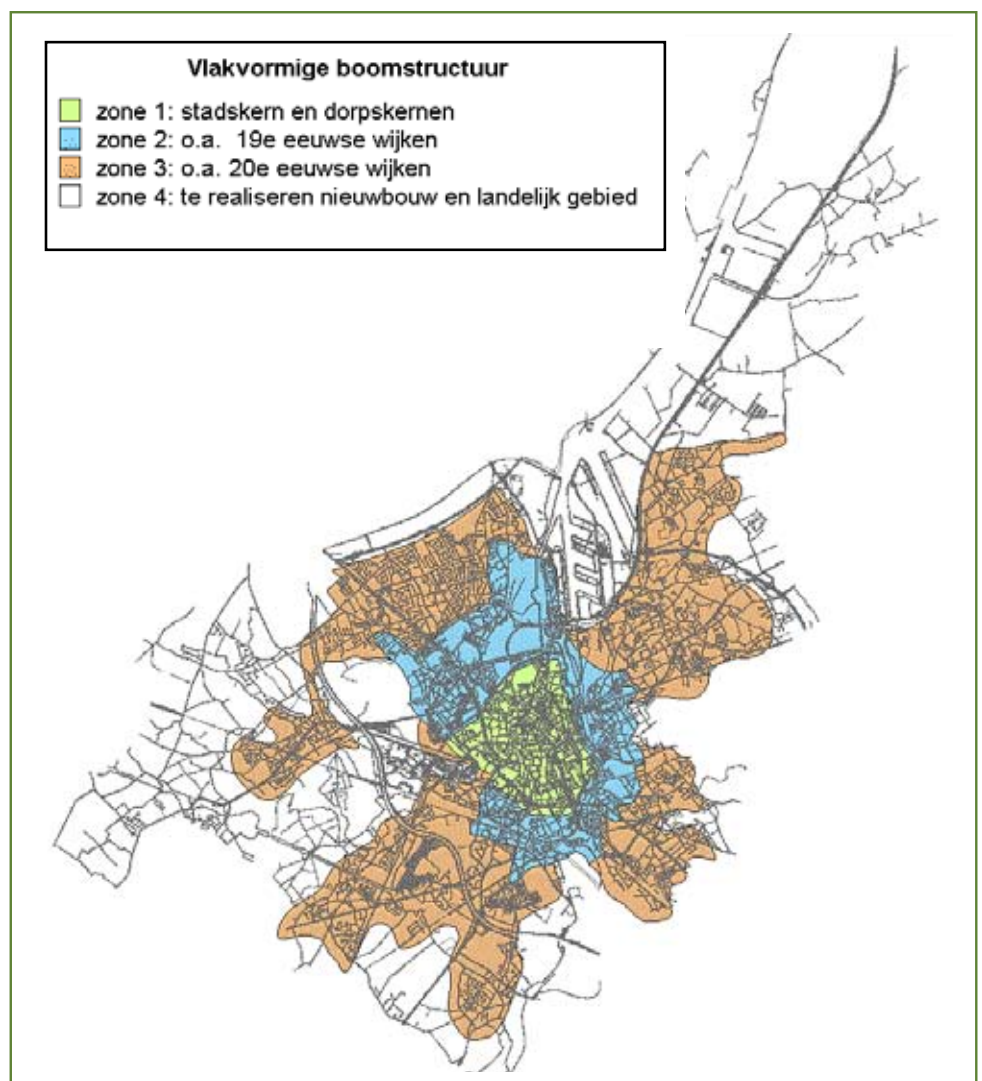 Vlakvormige boomstructuur
zone 1: stadskern en dorpskernen
zone 2: o.a. 19e eeuwse wijken
zone 3: o.a. 20e eeuwse wijken
zone 4: te realiseren nieuwbouw en landelijk gebied